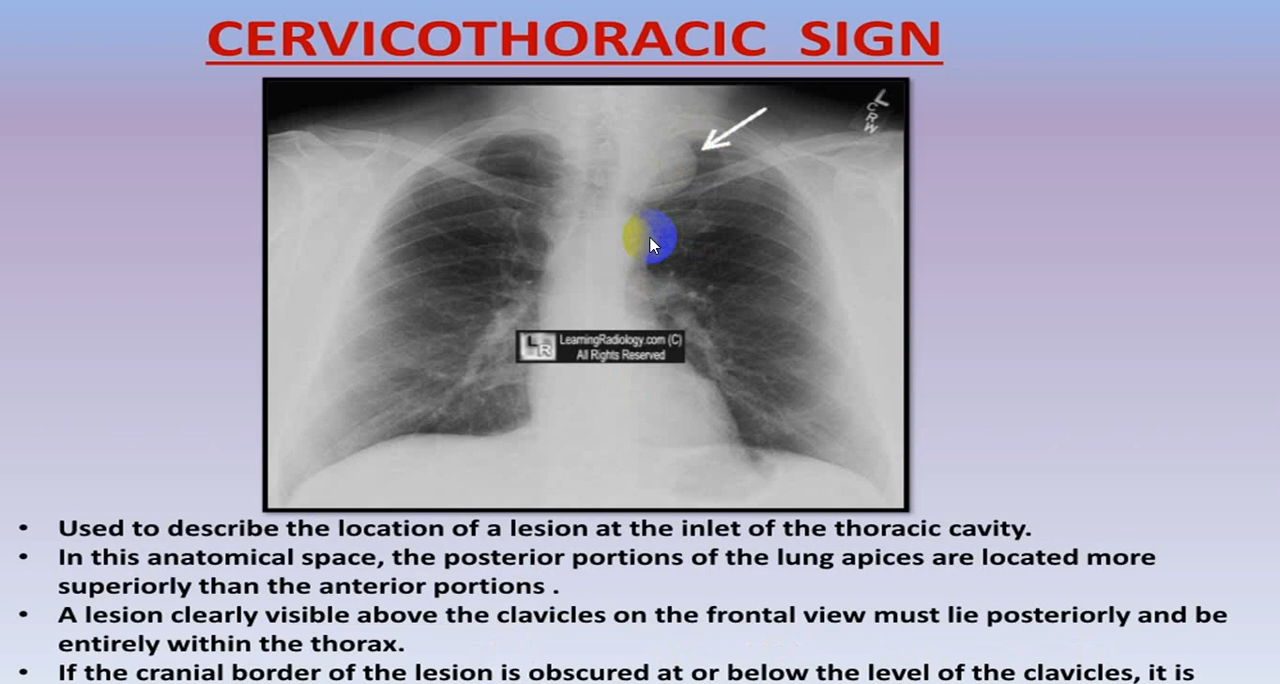 CERVICOTHORACIC SIGN
L
CRW
LearningRadiology.com (C)
LR All Rights Reserved
• Used to describe the location of a lesion at the inlet of the thoracic cavity.
• In this anatomical space, the posterior portions of the lung apices are located more
superiorly than the anterior portions .
• A lesion clearly visible above the clavicles on the frontal view must lie posteriorly and be
entirely within the thorax.
• If the cranial border of the lesion is obscured at or below the level of the clavicles, it is